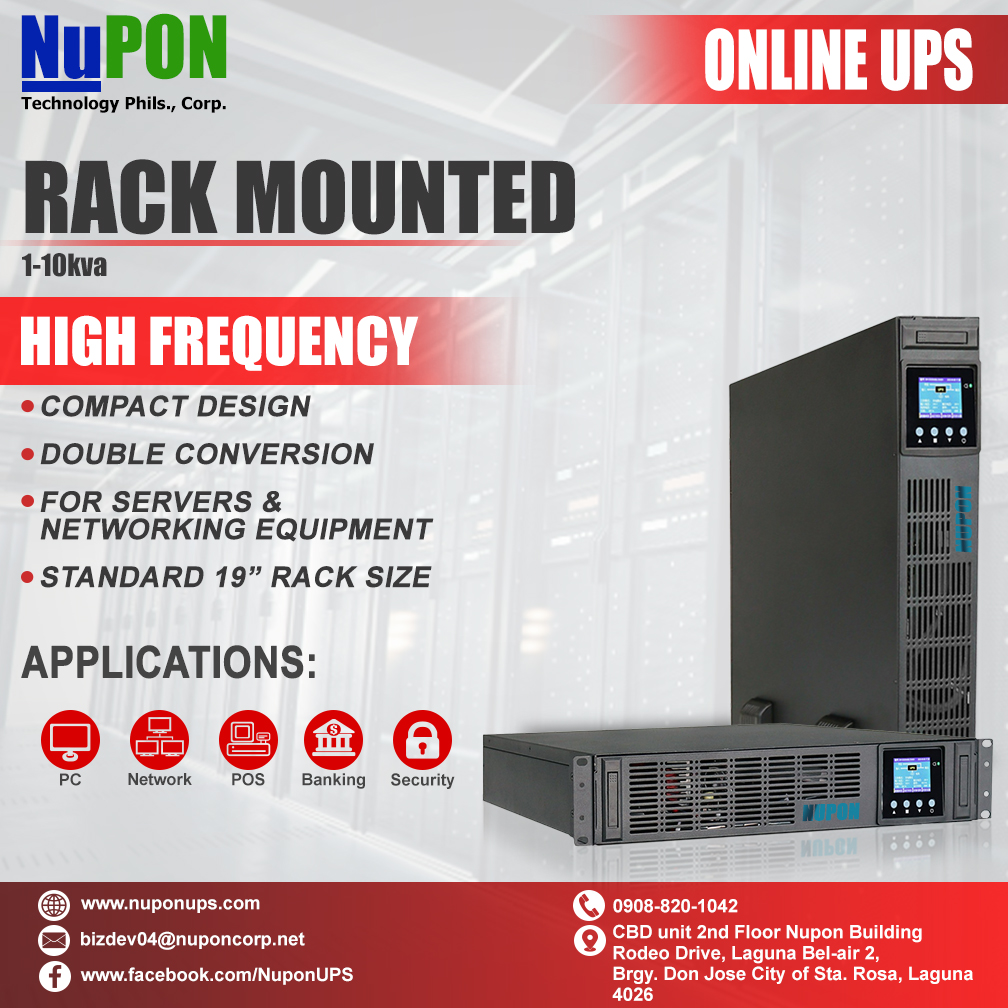 NuPON
Technology Phils., Corp.
ONLINE UPS
RACK MOUNTED
1-10kva
HIGH FREQUENCY
• COMPACT DESIGN
• DOUBLE CONVERSION
• FOR SERVERS &
NETWORKING EQUIPMENT
• STANDARD 19” RACK SIZE
APPLICATIONS:
PC
Network
POS
Banking
Security
NUPON
NUPON
www.nuponups.com
bizdev04@nuponcorp.net
www.facebook.com/NuponUPS
0908-820-1042
CBD unit 2nd Floor Nupon Building
Rodeo Drive, Laguna Bel-air 2,
Brgy. Don Jose City of Sta. Rosa, Laguna
4026